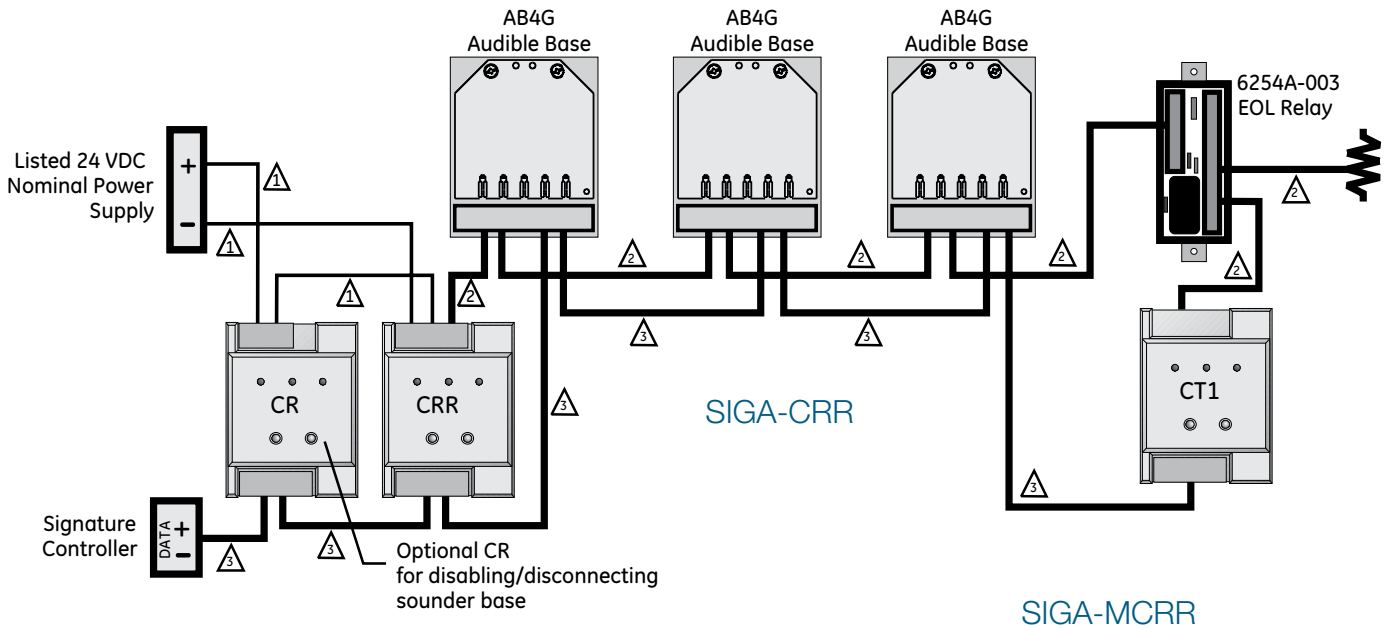 AB4G
Audible Base
AB4G
Audible Base
AB4G
Audible Base
6254A-003
EOL Relay
Listed 24 VDC
Nominal Power
Supply
+
-
1
1
1
2
2
2
2
2
2
3
3
3
CR
CRR
SIGA-CRR
CT1
3
Signature
Controller
DATA
- +
3
3
Optional CR
for disabling/disconnecting
sounder base
SIGA-MCRR